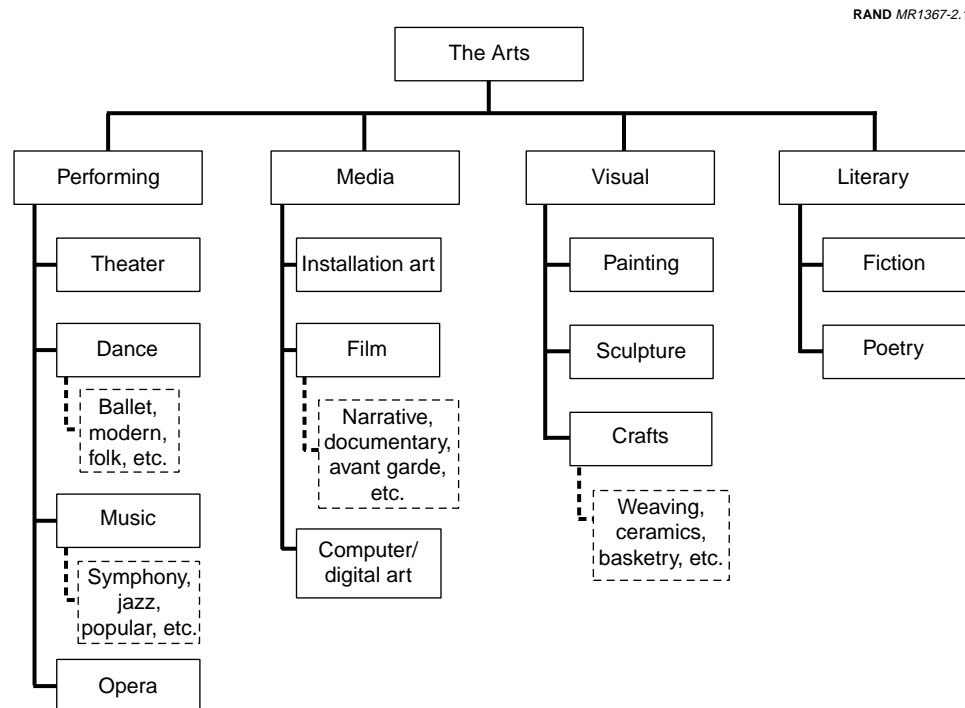 RAND MR1367-2.1
The Arts
Performing
Media
Visual
Literary
Theater
Installation art
Painting
Fiction
Dance
Film
Sculpture
Poetry
Ballet,
modern,
folk, etc.
Narrative,
documentary,
avant garde,
etc.
Crafts
Music
Weaving,
ceramics,
basketry, etc.
Computer/
digital art
Symphony,
jazz,
popular, etc.
Opera